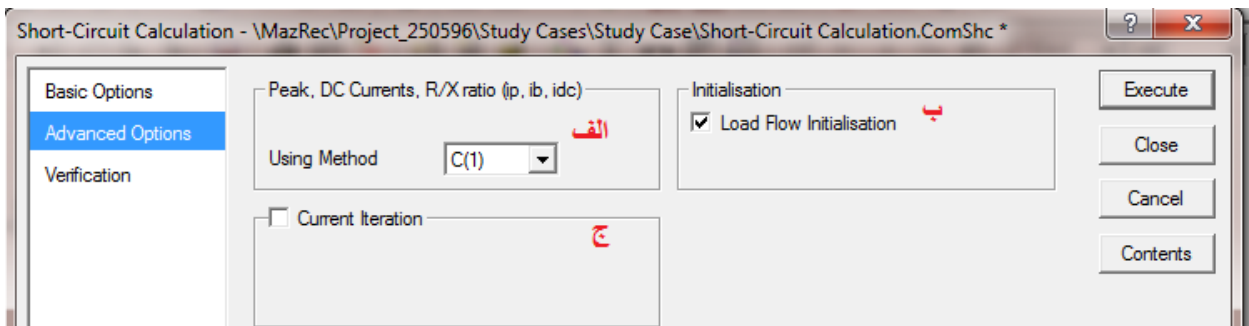 Short-Circuit Calculation - \MazRec\Project_250596\Study Cases\Study Case\Short-Circuit Calculation.ComShc *
Basic Options
Advanced Options
Verification
Peak, DC Currents, R/X ratio (ip, ib, idc)
الف
Using Method C(1)
Initialisation
ب
Load Flow Initialisation
Current Iteration
ج
Execute
Close
Cancel
Contents